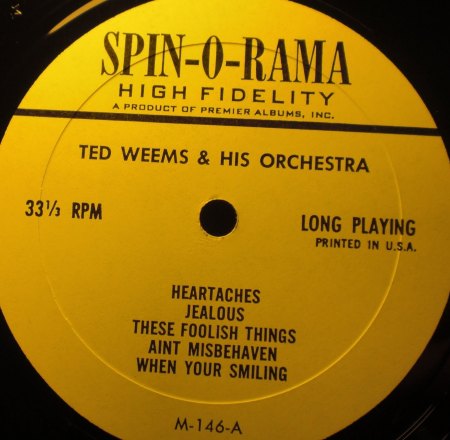 SPIN-O-RAMA
HIGH FIDELITY
A PRODUCT OF PREMIER ALBUMS, INC.
TED WEEMS & HIS ORCHESTRA
33⅓ RPM
LONG PLAYING
PRINTED IN U.S.A.
HEARTACHES
JEALOUS
THESE FOOLISH THINGS
AINT MISBEHAVEN
WHEN YOUR SMILING
M-146-A